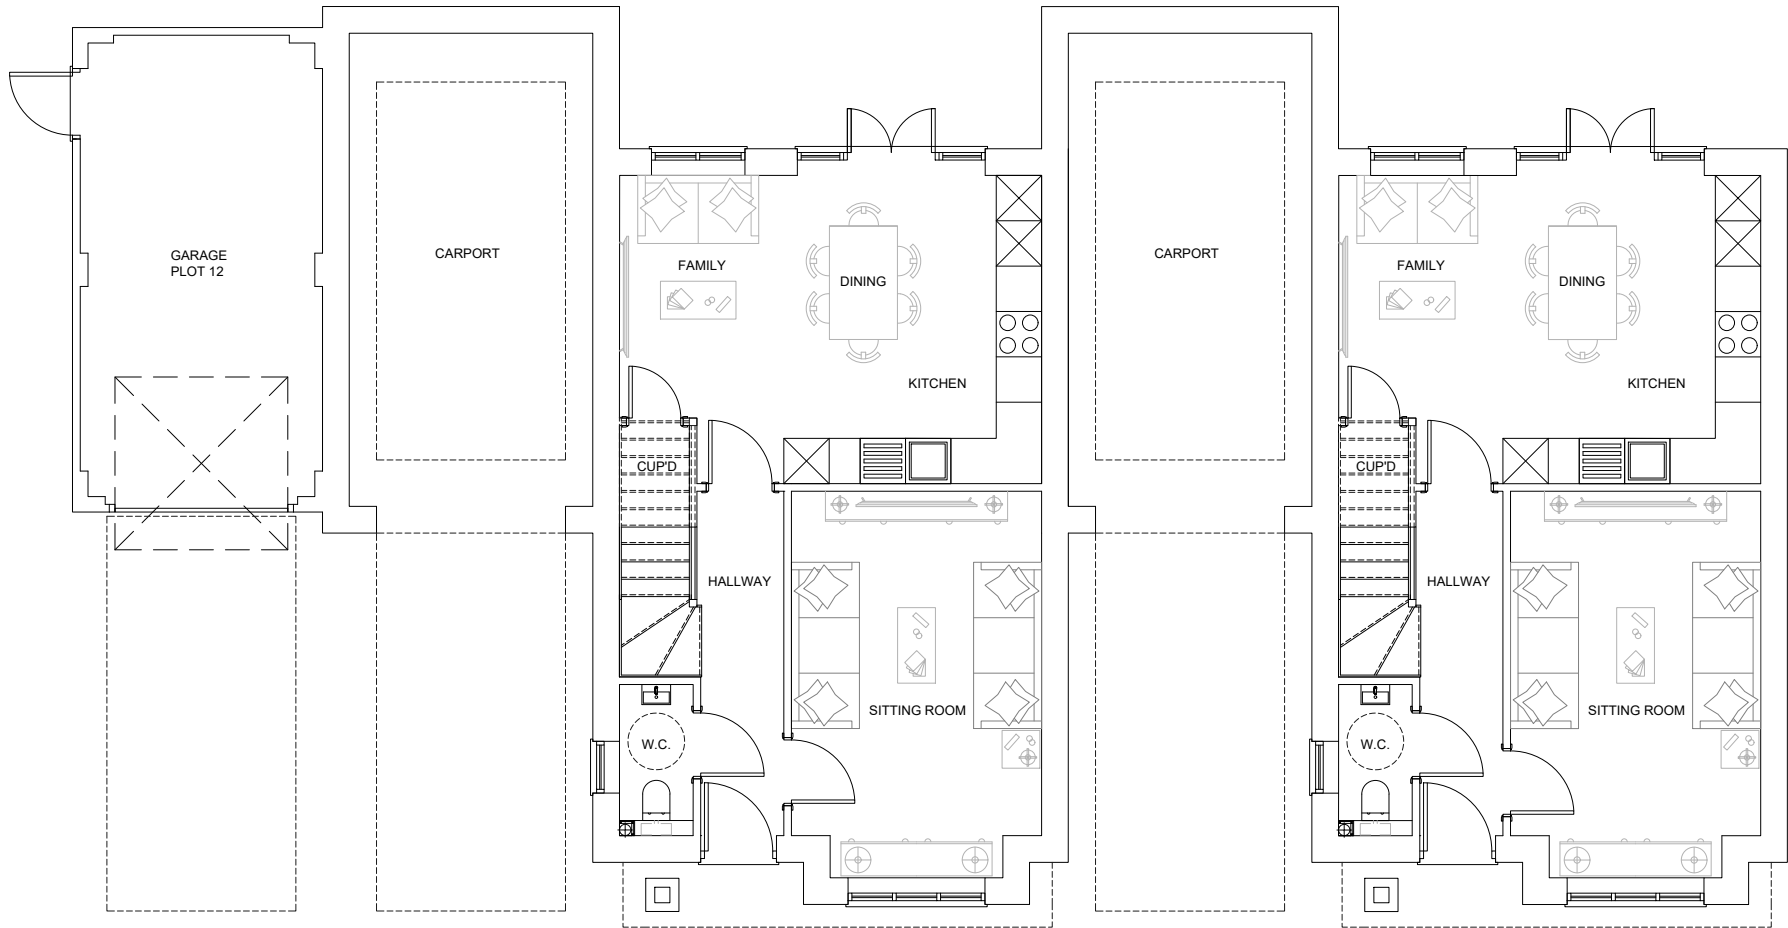 GARAGE
PLOT 12
CARPORT
FAMILY
DINING
KITCHEN
CUP'D
HALLWAY
SITTING ROOM
W.C.
CARPORT
FAMILY
DINING
KITCHEN
CUP'D
HALLWAY
SITTING ROOM
W.C.